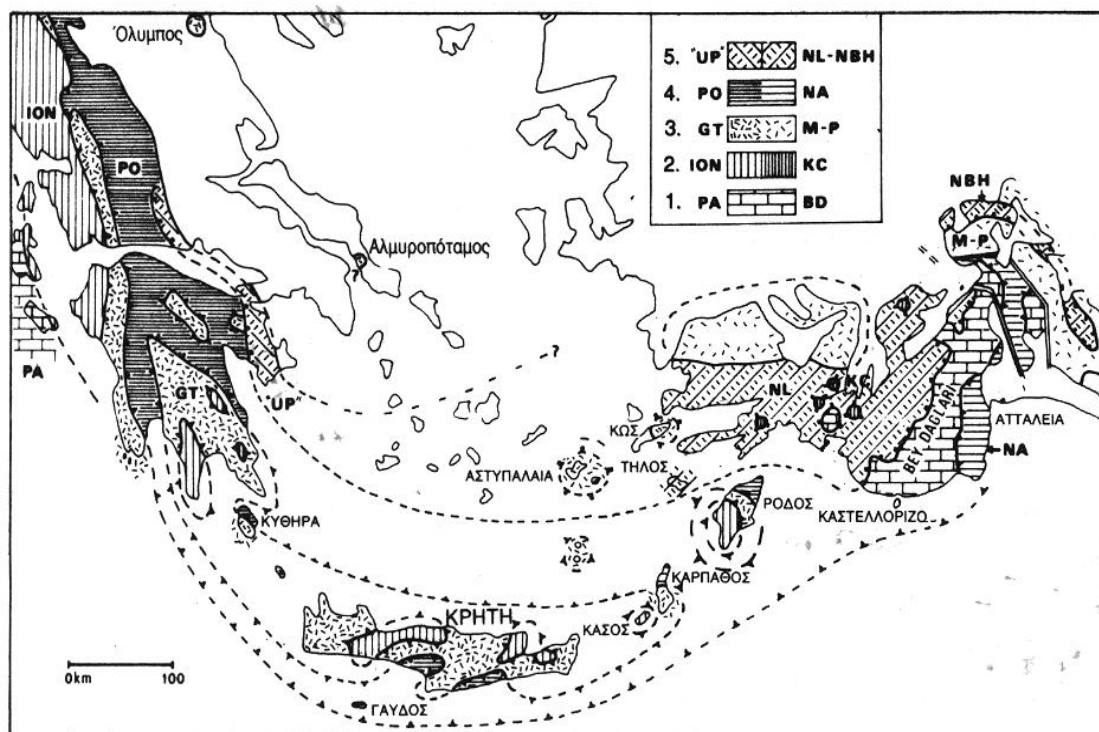 Όλυμπος
ION
PO
Αλμυροπόταμος
?
PA
GT
"UP"
?
5. "UP" NL-NBH
4. PO NA
3. GT M-P
2. ION KC
1. PA BD
NBH
M-P
NL
KC
BEY DAGLARI
ΑΤΤΑΛΕΙΑ
NA
ΚΩΣ
ΑΣΤΥΠΑΛΑΙΑ
ΤΗΛΟΣ
ΡΟΔΟΣ
ΚΑΣΤΕΛΛΟΡΙΖΩ
ΚΥΘΗΡΑ
ΚΑΡΠΑΘΟΣ
ΚΡΗΤΗ
ΚΑΣΟΣ
0km 100
ΓΑΥΔΟΣ